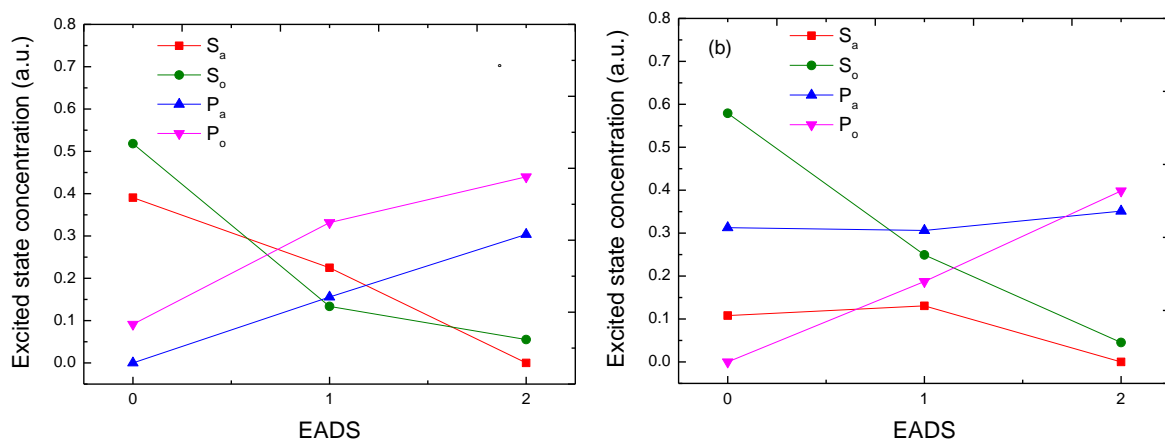 Excited state concentration (a.u.)
0.8
0.7
0.6
0.5
0.4
0.3
0.2
0.1
0.0
Sₐ
Sₒ
Pₐ
Pₒ
0 1 2
EADS
Excited state concentration (a.u.)
0.8
0.7
0.6
0.5
0.4
0.3
0.2
0.1
0.0
(b)
Sₐ
Sₒ
Pₐ
Pₒ
0 1 2
EADS